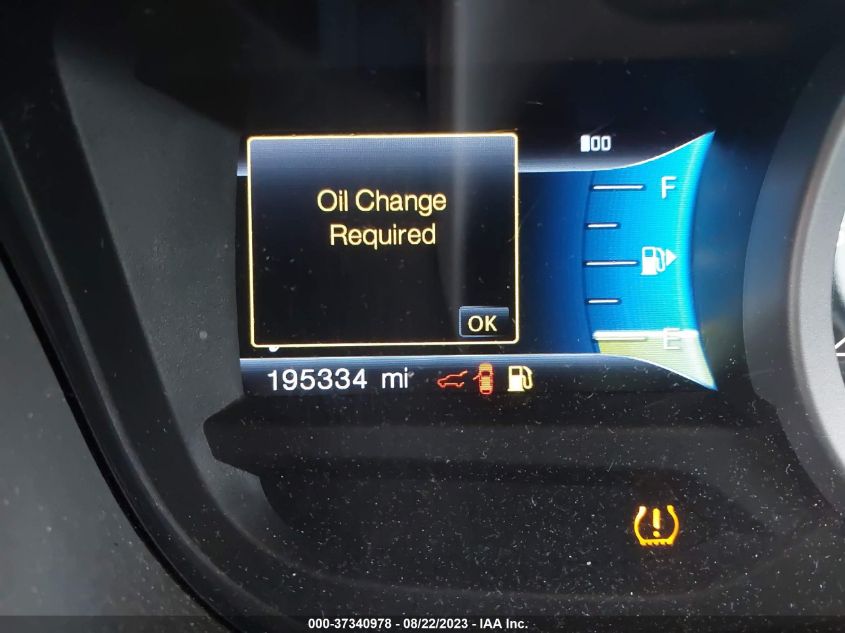 Oil Change
Required
OK
F
E
195334 mi
000-37340978 - 08/22/2023 - IAA Inc.